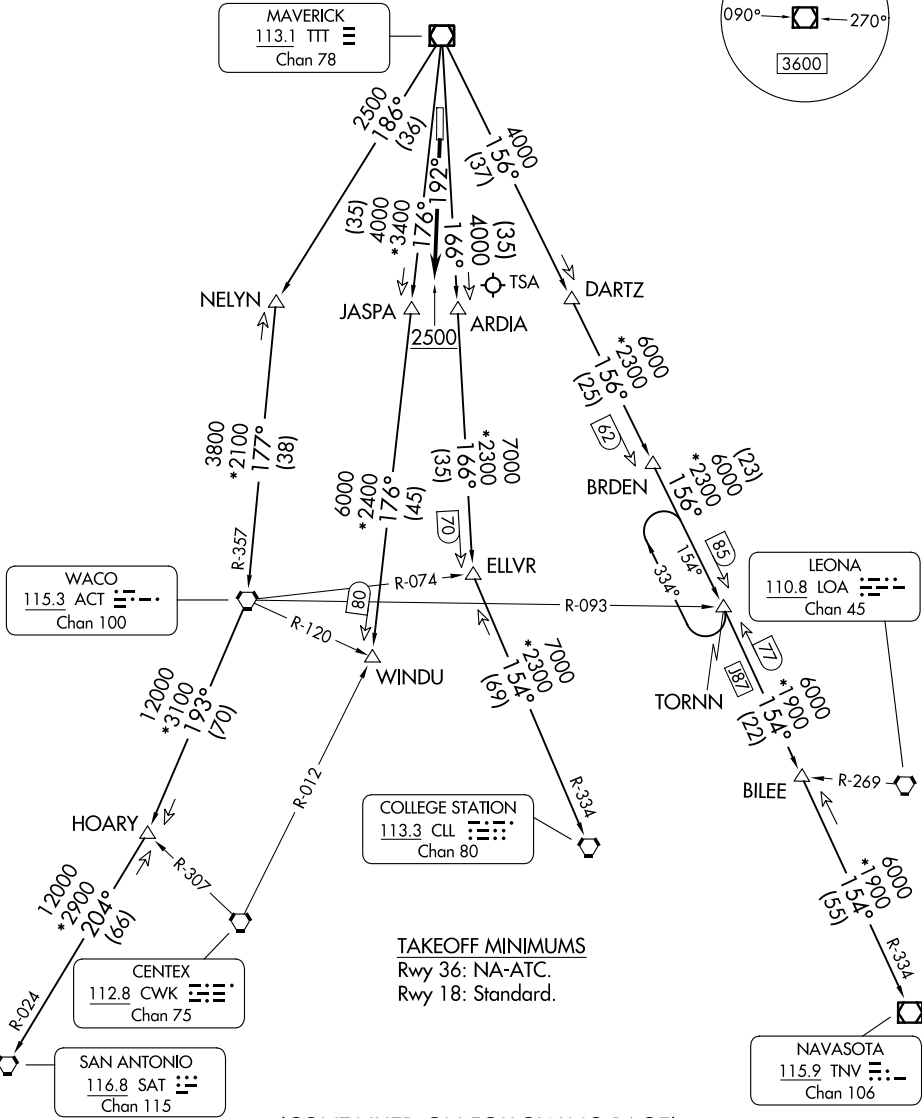 MAVERICK
113.1 TTT
Chan 78
090°
270°
3600
2500
186°
(36)
(35)
4000
*3400
176°
192°
166°
4000
(35)
4000
156°
(37)
TSA
NELYN
JASPA
2500
ARDIA
DARTZ
6000
*2300
156°
(25)
62
BRDEN
(23)
6000
*2300
156°
3800
*2100
177°
(38)
R-357
6000
*2400
176°
(45)
80
7000
*2300
166°
(35)
70
ELLVR
154°
334°
85
LEONA
110.8 LOA
Chan 45
WACO
115.3 ACT
Chan 100
R-074
R-093
R-120
WINDU
TORNN
77
J87
6000
*1900
154°
(22)
7000
*2300
154°
(69)
R-334
12000
*3100
193°
(70)
R-012
BILEE
R-269
HOARY
R-307
COLLEGE STATION
113.3 CLL
Chan 80
6000
*1900
154°
(55)
R-334
12000
*2900
204°
(66)
R-024
CENTEX
112.8 CWK
Chan 75
TAKEOFF MINIMUMS
Rwy 36: NA-ATC.
Rwy 18: Standard.
SAN ANTONIO
116.8 SAT
Chan 115
NAVASOTA
115.9 TNV
Chan 106